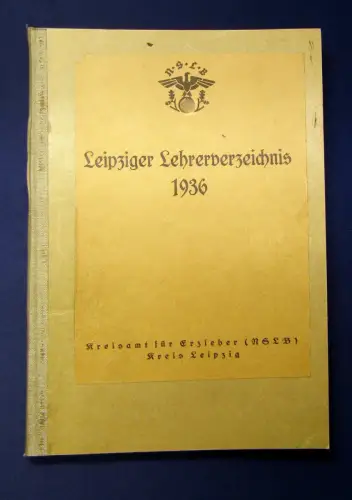 N.S.L.B
Leipziger Lehrerverzeichnis
1936
Kreisamt für Erzieher (NSLB)
Kreis Leipzig